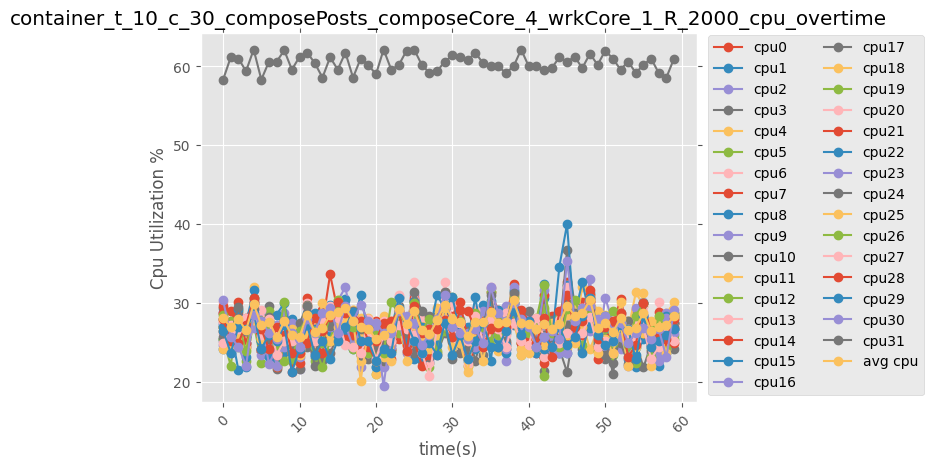 container_t_10_c_30_composePosts_composeCore_4_wrkCore_1_R_2000_cpu_overtime
Cpu Utilization %
60
50
40
30
20
0
10
20
30
40
50
60
time(s)
cpu0
cpu1
cpu2
cpu3
cpu4
cpu5
cpu6
cpu7
cpu8
cpu9
cpu10
cpu11
cpu12
cpu13
cpu14
cpu15
cpu16
cpu17
cpu18
cpu19
cpu20
cpu21
cpu22
cpu23
cpu24
cpu25
cpu26
cpu27
cpu28
cpu29
cpu30
cpu31
avg cpu